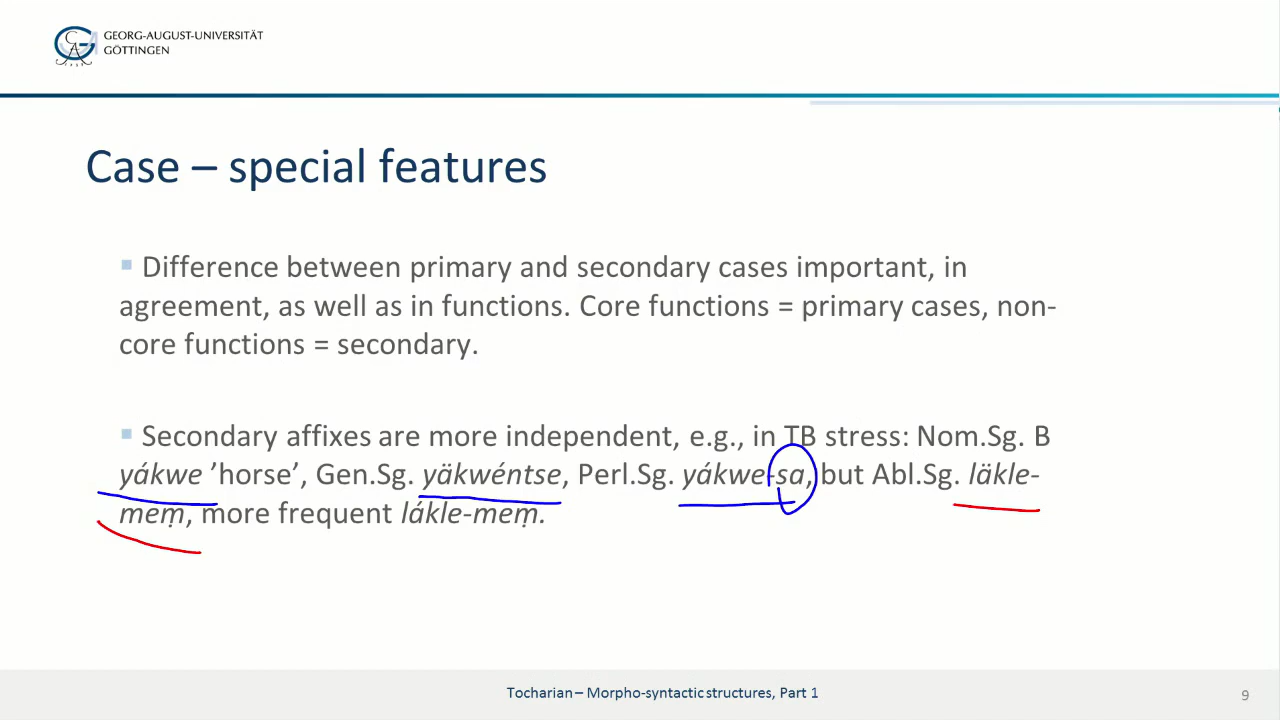 GEORG-AUGUST-UNIVERSITÄT
GÖTTINGEN
Case – special features
Difference between primary and secondary cases important, in
agreement, as well as in functions. Core functions = primary cases, non-
core functions = secondary.
Secondary affixes are more independent, e.g., in TB stress: Nom.Sg. B
yákwe ’horse’, Gen.Sg. yäkwéntse, Perl.Sg. yákwe-sa, but Abl.Sg. läkle-
meṃ, more frequent lákle-meṃ.
Tocharian – Morpho-syntactic structures, Part 1
9